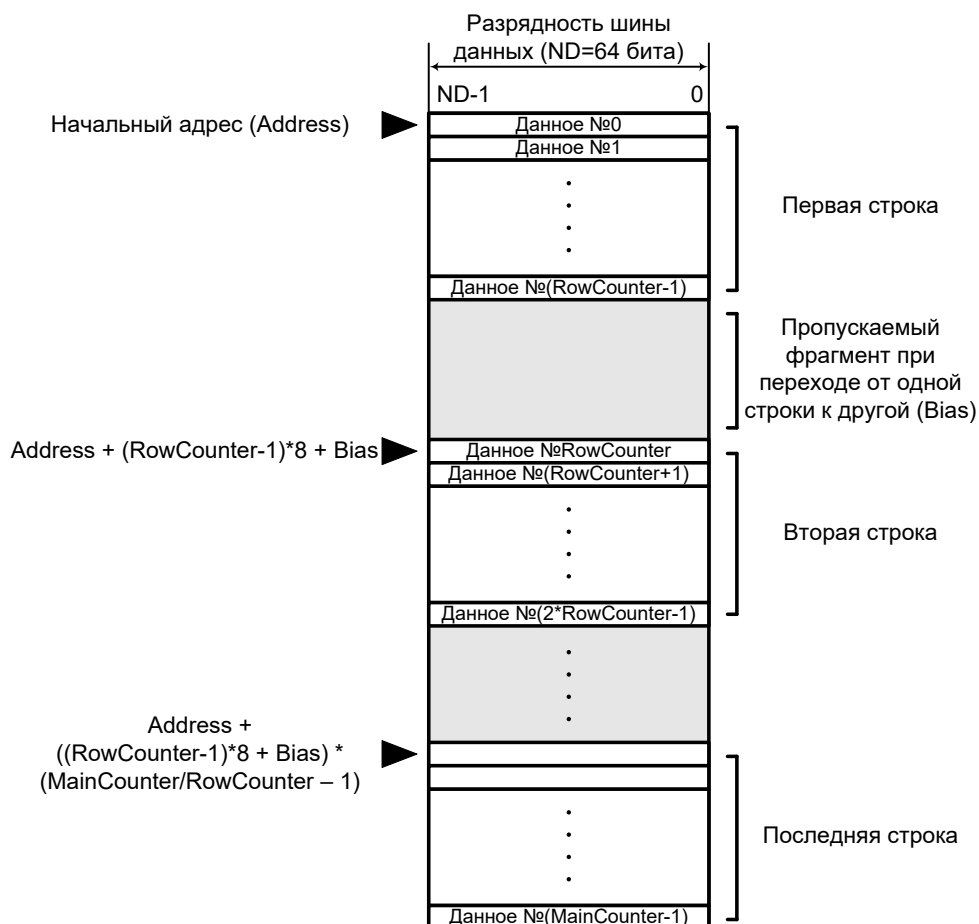 Разрядность шины
данных (ND=64 бита)
ND-1 0
Начальный адрес (Address)
Данное №0
Данное №1
Первая строка
Данное №(RowCounter-1)
Пропускаемый
фрагмент при
переходе от одной
строки к другой (Bias)
Address + (RowCounter-1)*8 + Bias
Данное №RowCounter
Данное №(RowCounter+1)
Вторая строка
Данное №(2*RowCounter-1)
Address +
((RowCounter-1)*8 + Bias) *
(MainCounter/RowCounter – 1)
Последняя строка
Данное №(MainCounter-1)